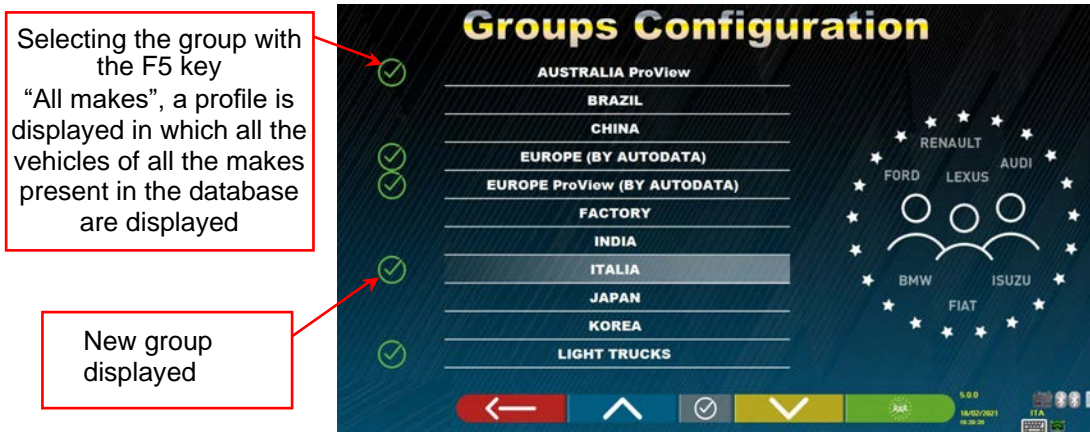 Selecting the group with
the F5 key
“All makes”, a profile is
displayed in which all the
vehicles of all the makes
present in the database
are displayed
New group
displayed
Groups Configuration
AUSTRALIA ProView
BRAZIL
CHINA
EUROPE (BY AUTODATA)
EUROPE ProView (BY AUTODATA)
FACTORY
INDIA
ITALIA
JAPAN
KOREA
LIGHT TRUCKS
RENAULT
AUDI
FORD
LEXUS
BMW
ISUZU
FIAT
5.0.0
18/02/2021
ITA